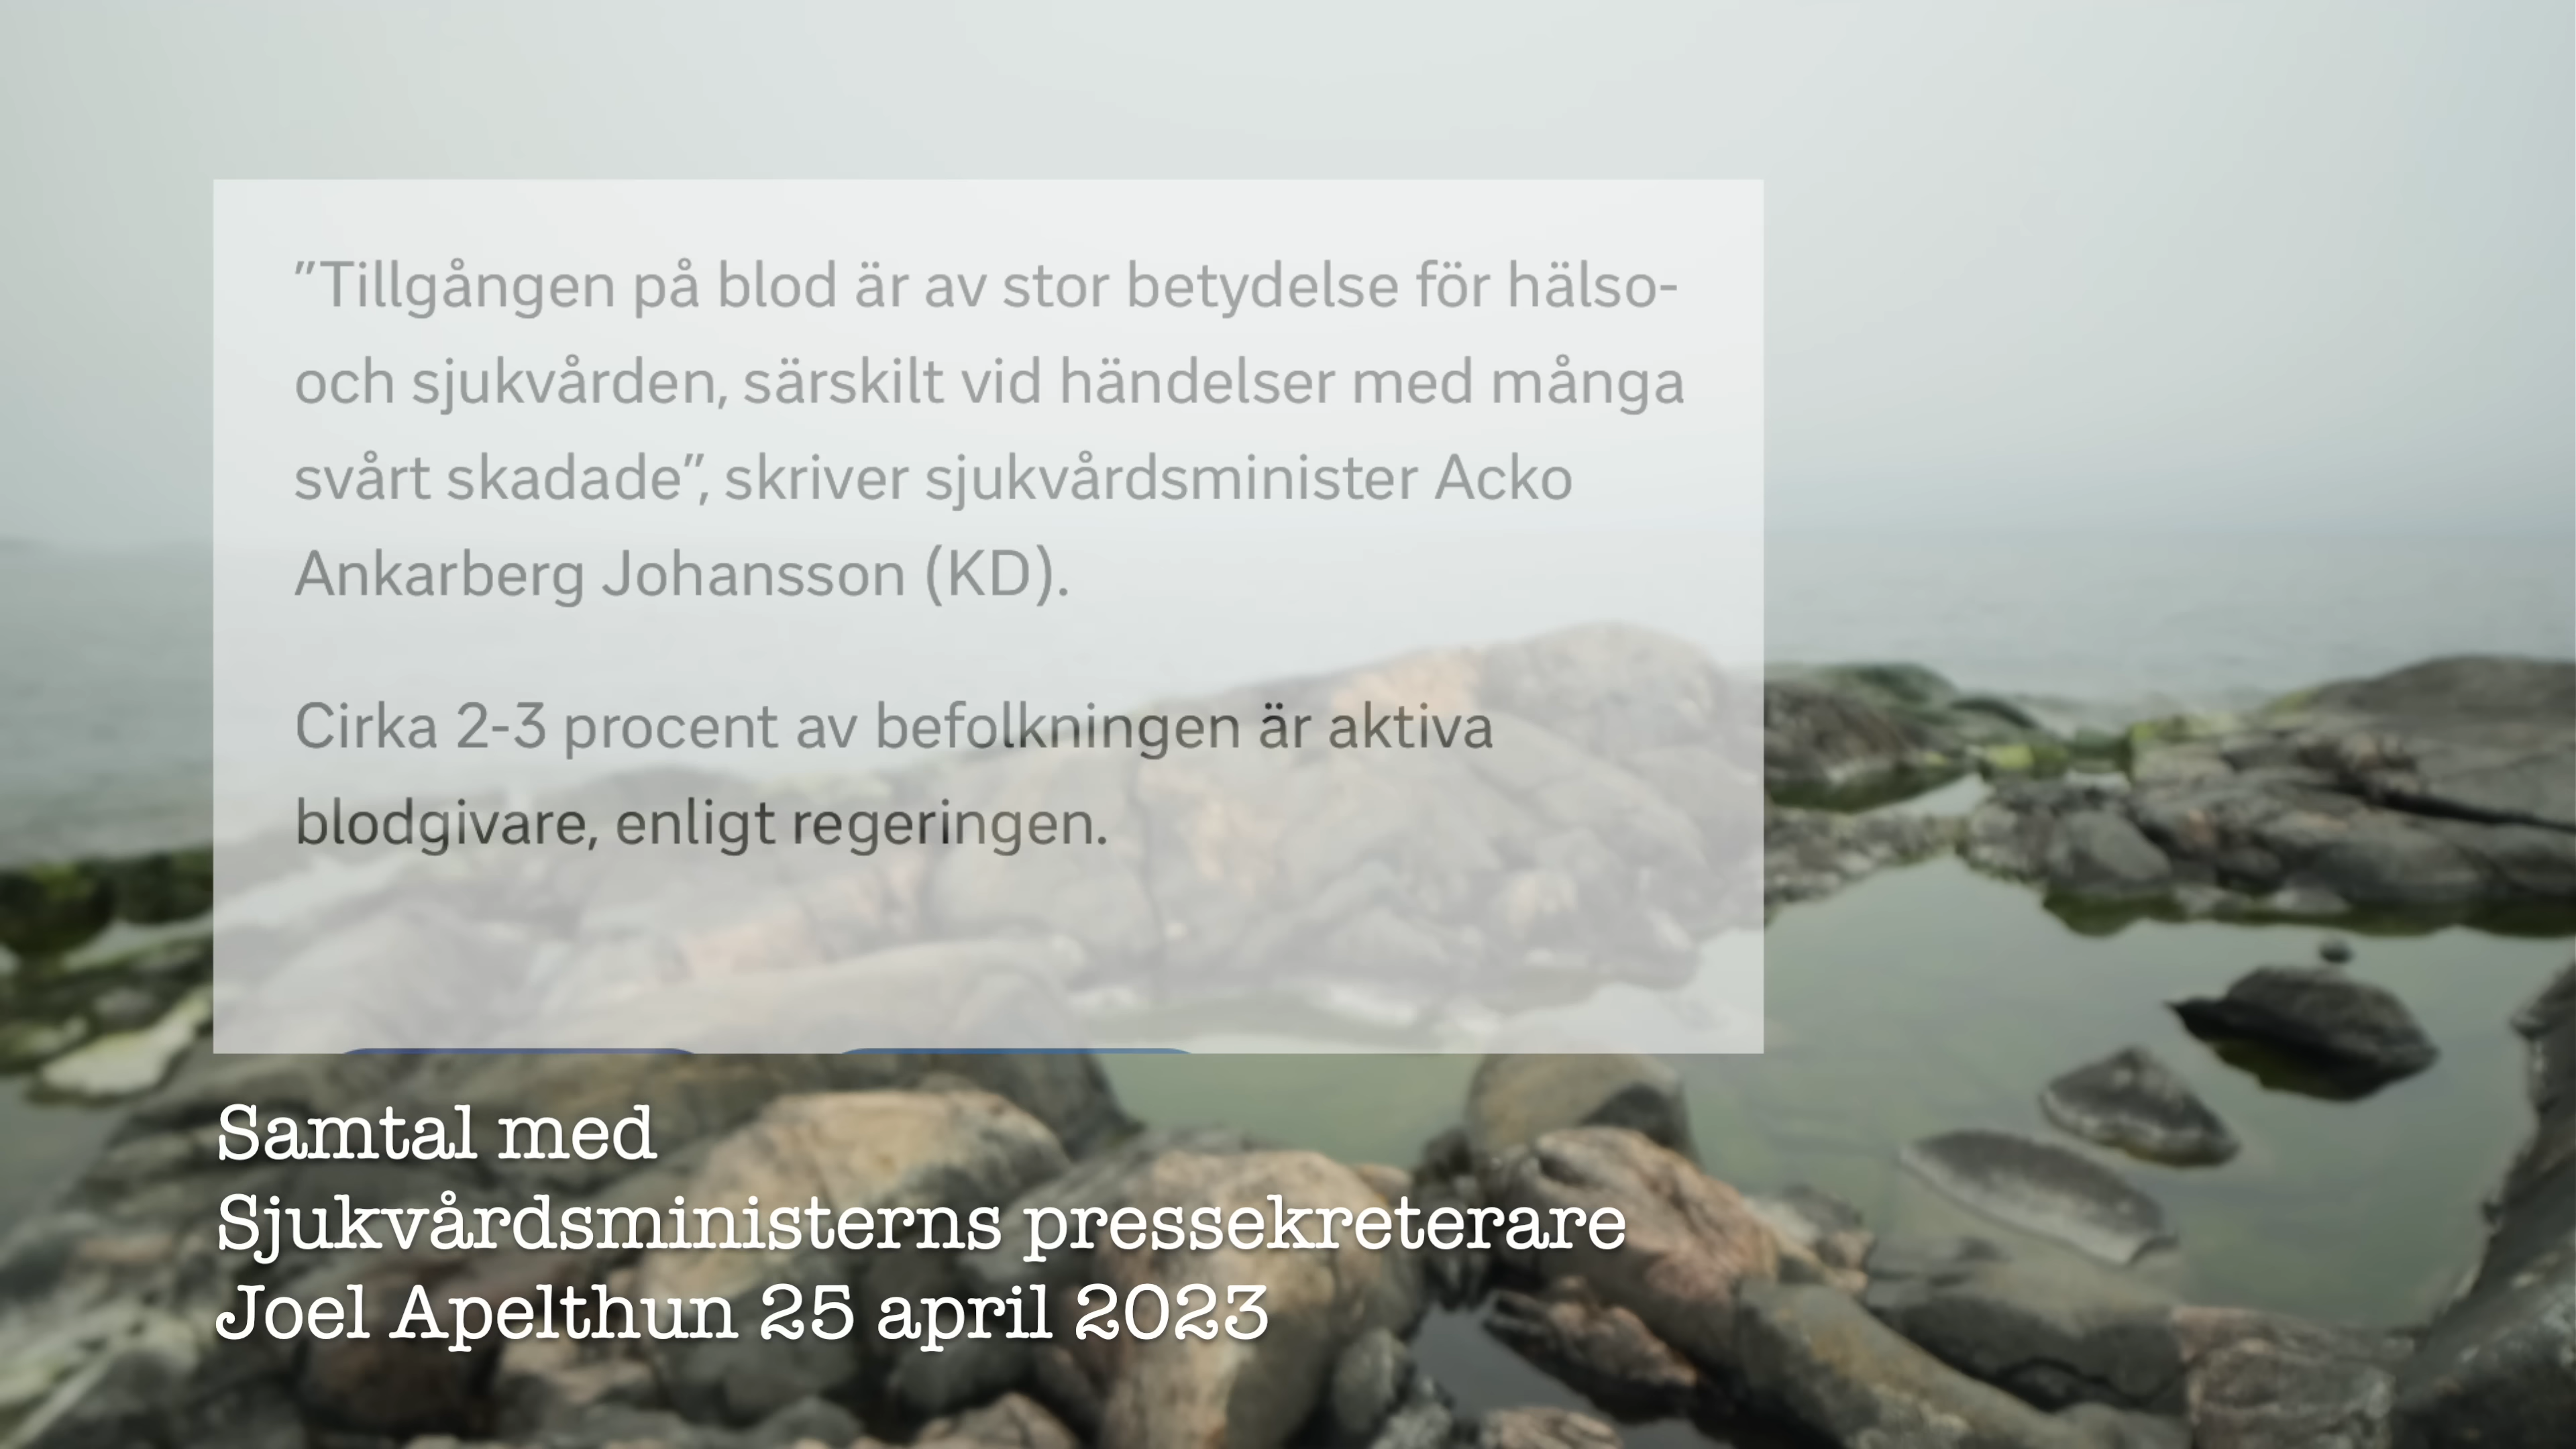 ”Tillgången på blod är av stor betydelse för hälso-
och sjukvården, särskilt vid händelser med många
svårt skadade”, skriver sjukvårdsminister Acko
Ankarberg Johansson (KD).
Cirka 2-3 procent av befolkningen är aktiva
blodgivare, enligt regeringen.
Samtal med
Sjukvårdsministerns pressekreterare
Joel Apelthun 25 april 2023